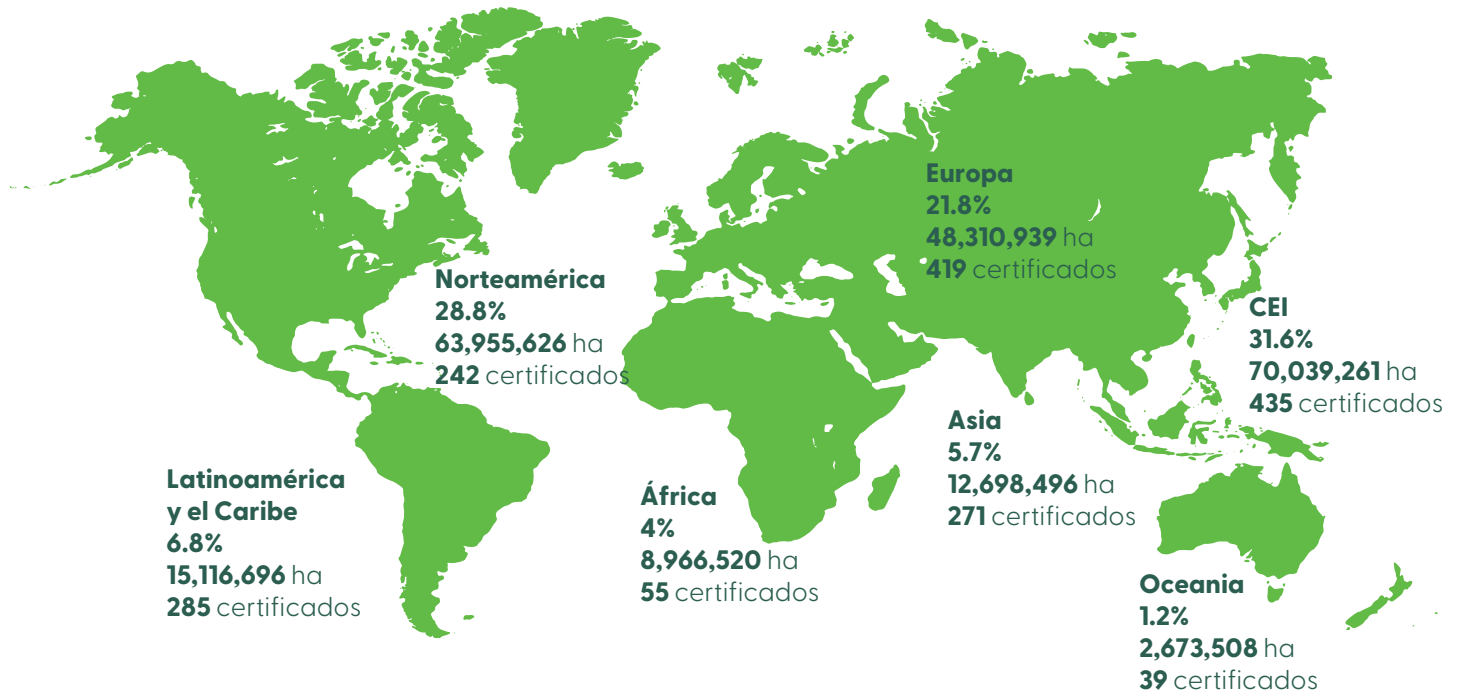 Europa
21.8%
48,310,939 ha
419 certificados
Norteamérica
28.8%
63,955,626 ha
242 certificados
CEI
31.6%
70,039,261 ha
435 certificados
Asia
5.7%
12,698,496 ha
271 certificados
Latinoamérica
y el Caribe
6.8%
15,116,696 ha
285 certificados
África
4%
8,966,520 ha
55 certificados
Oceania
1.2%
2,673,508 ha
39 certificados